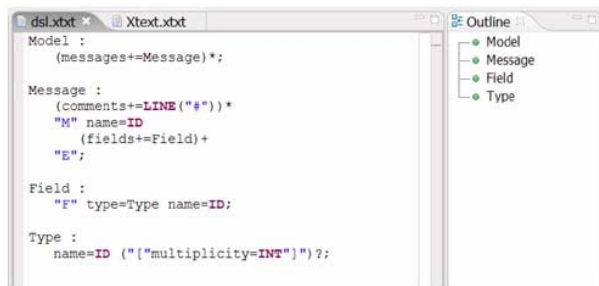 dsl.xtxt
Xtext.xtxt
Model :
(messages+=Message)*;
Message :
(comments+=LINE("#"))*
"M" name=ID
(fields+=Field)+
"E";
Field :
"F" type=Type name=ID;
Type :
name=ID ("["multiplicity=INT"]")?;
Outline
Model
Message
Field
Type